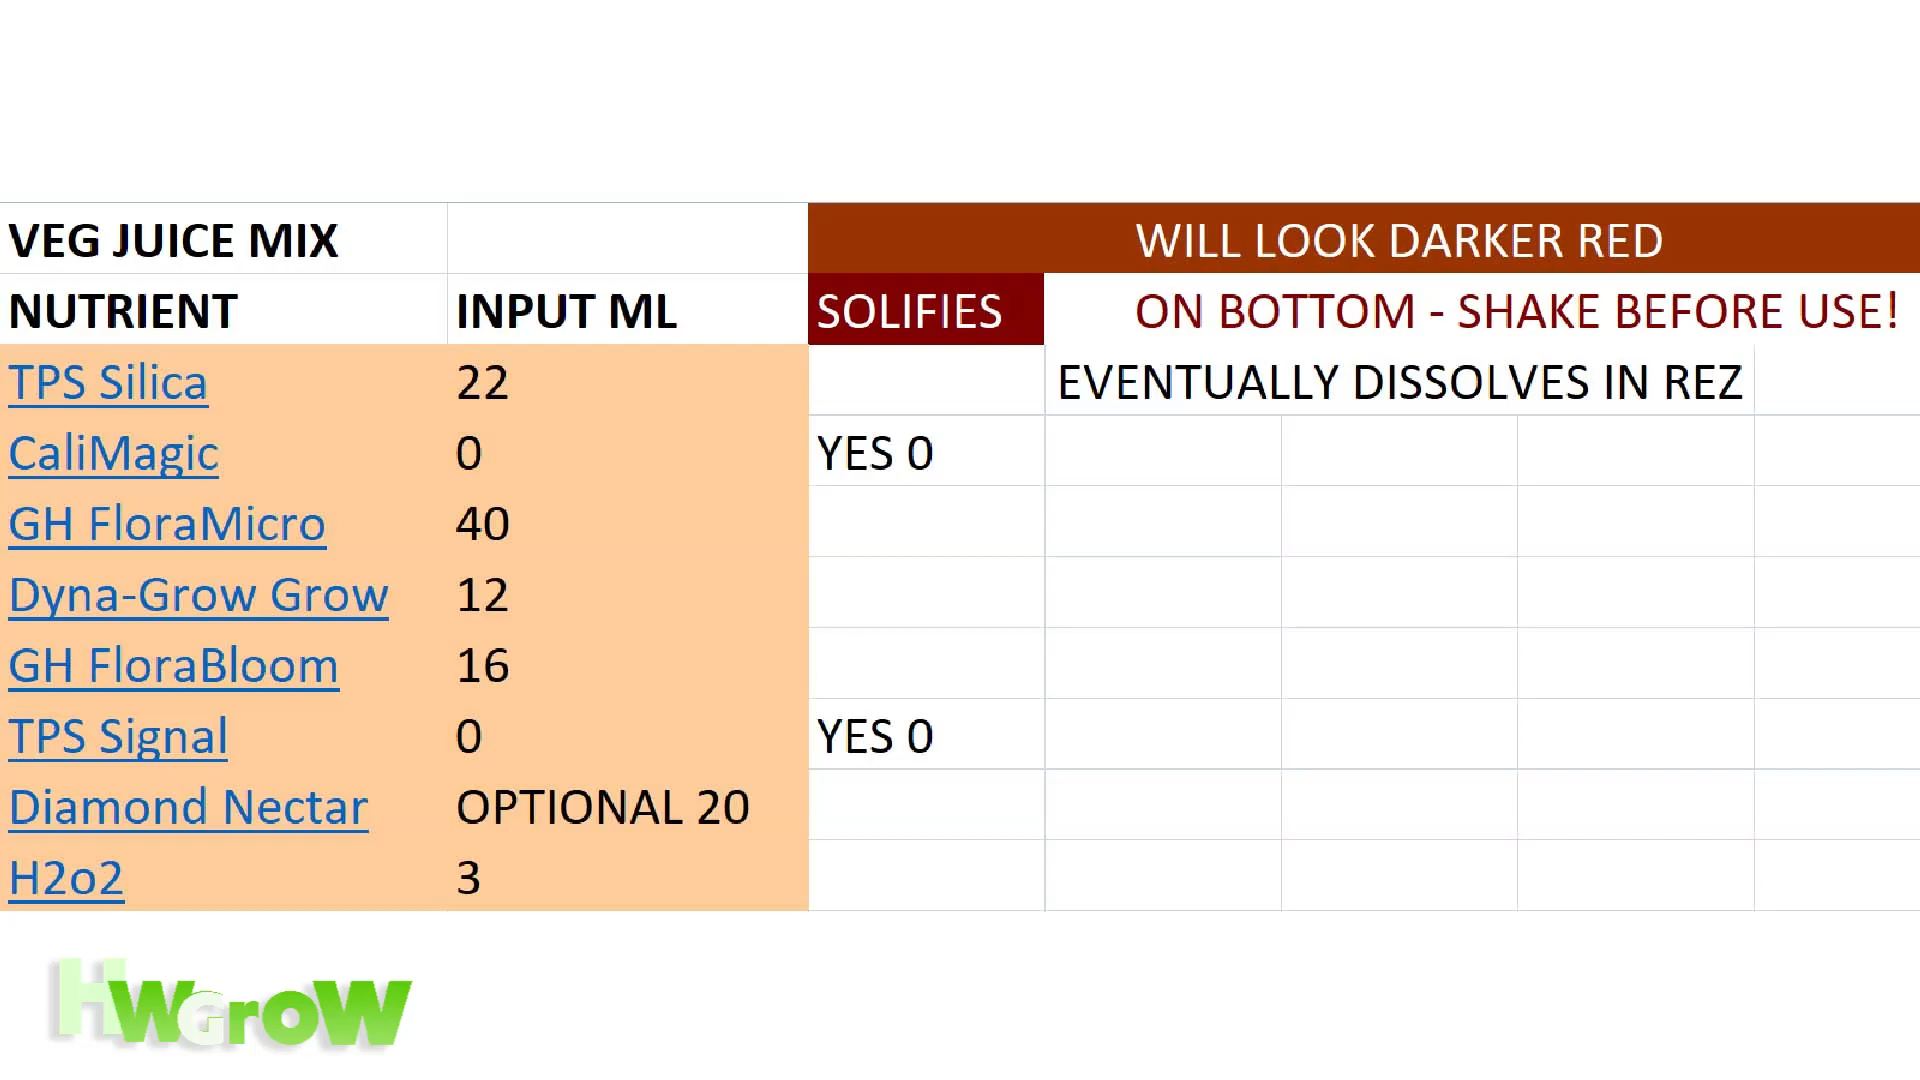 VEG JUICE MIX WILL LOOK DARKER RED
NUTRIENT INPUT ML SOLIFIES ON BOTTOM - SHAKE BEFORE USE!
TPS Silica 22 EVENTUALLY DISSOLVES IN REZ
CaliMagic 0 YES 0
GH FloraMicro 40
Dyna-Grow Grow 12
GH FloraBloom 16
TPS Signal 0 YES 0
Diamond Nectar OPTIONAL 20
H2o2 3
HWGroW